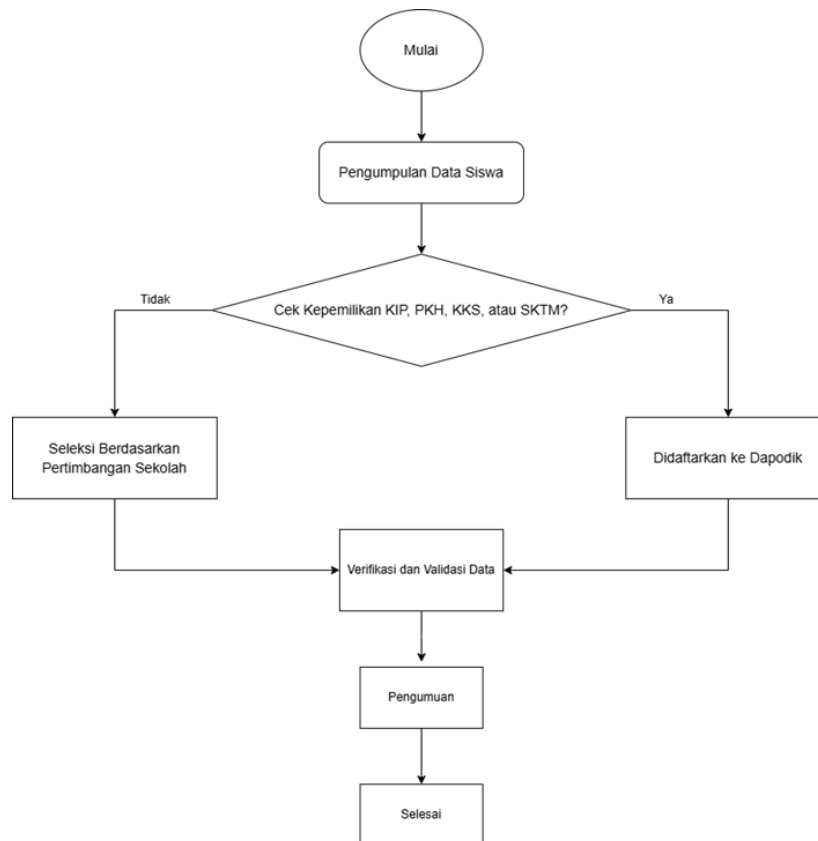 Mulai
Pengumpulan Data Siswa
Cek Kepemilikan KIP, PKH, KKS, atau SKTM?
Tidak
Ya
Seleksi Berdasarkan
Pertimbangan Sekolah
Didaftarkan ke Dapodik
Verifikasi dan Validasi Data
Pengumuan
Selesai